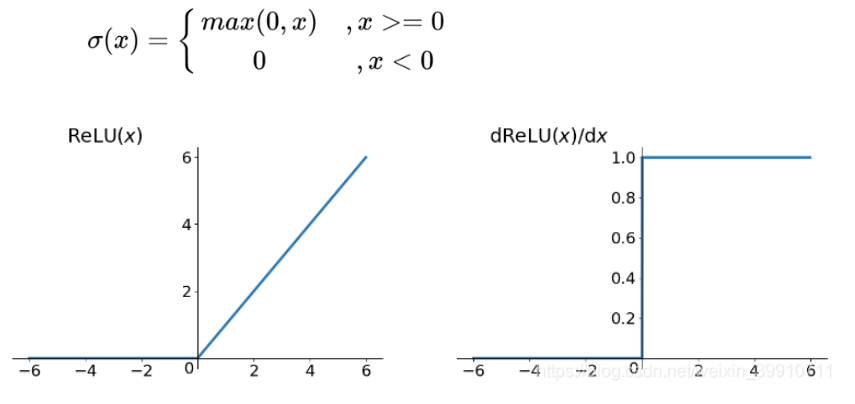 σ(x) = { max(0, x) , x >= 0
0 , x < 0
ReLU(x)
6
4
2
−6 −4 −2 0 2 4 6
dReLU(x)/dx
1.0
0.8
0.6
0.4
0.2
−6 −4 −2 0 2 4 6